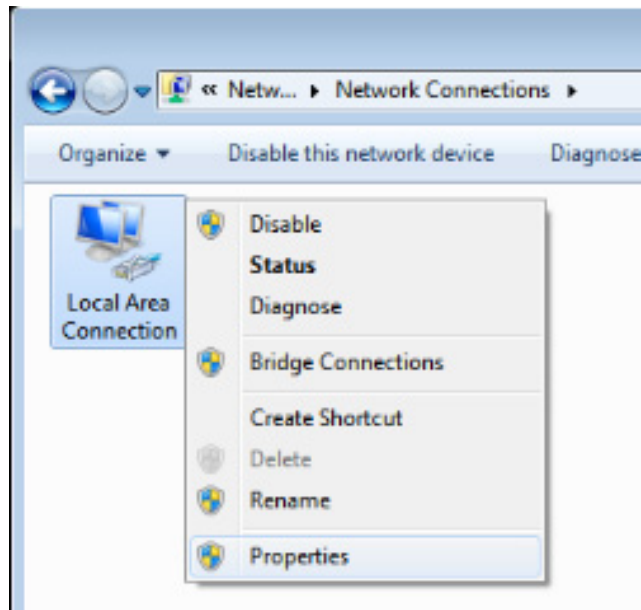 « Netw... ▸ Network Connections ▸
Organize ▾ Disable this network device Diagnose
Local Area
Connection
Disable
Status
Diagnose
Bridge Connections
Create Shortcut
Delete
Rename
Properties